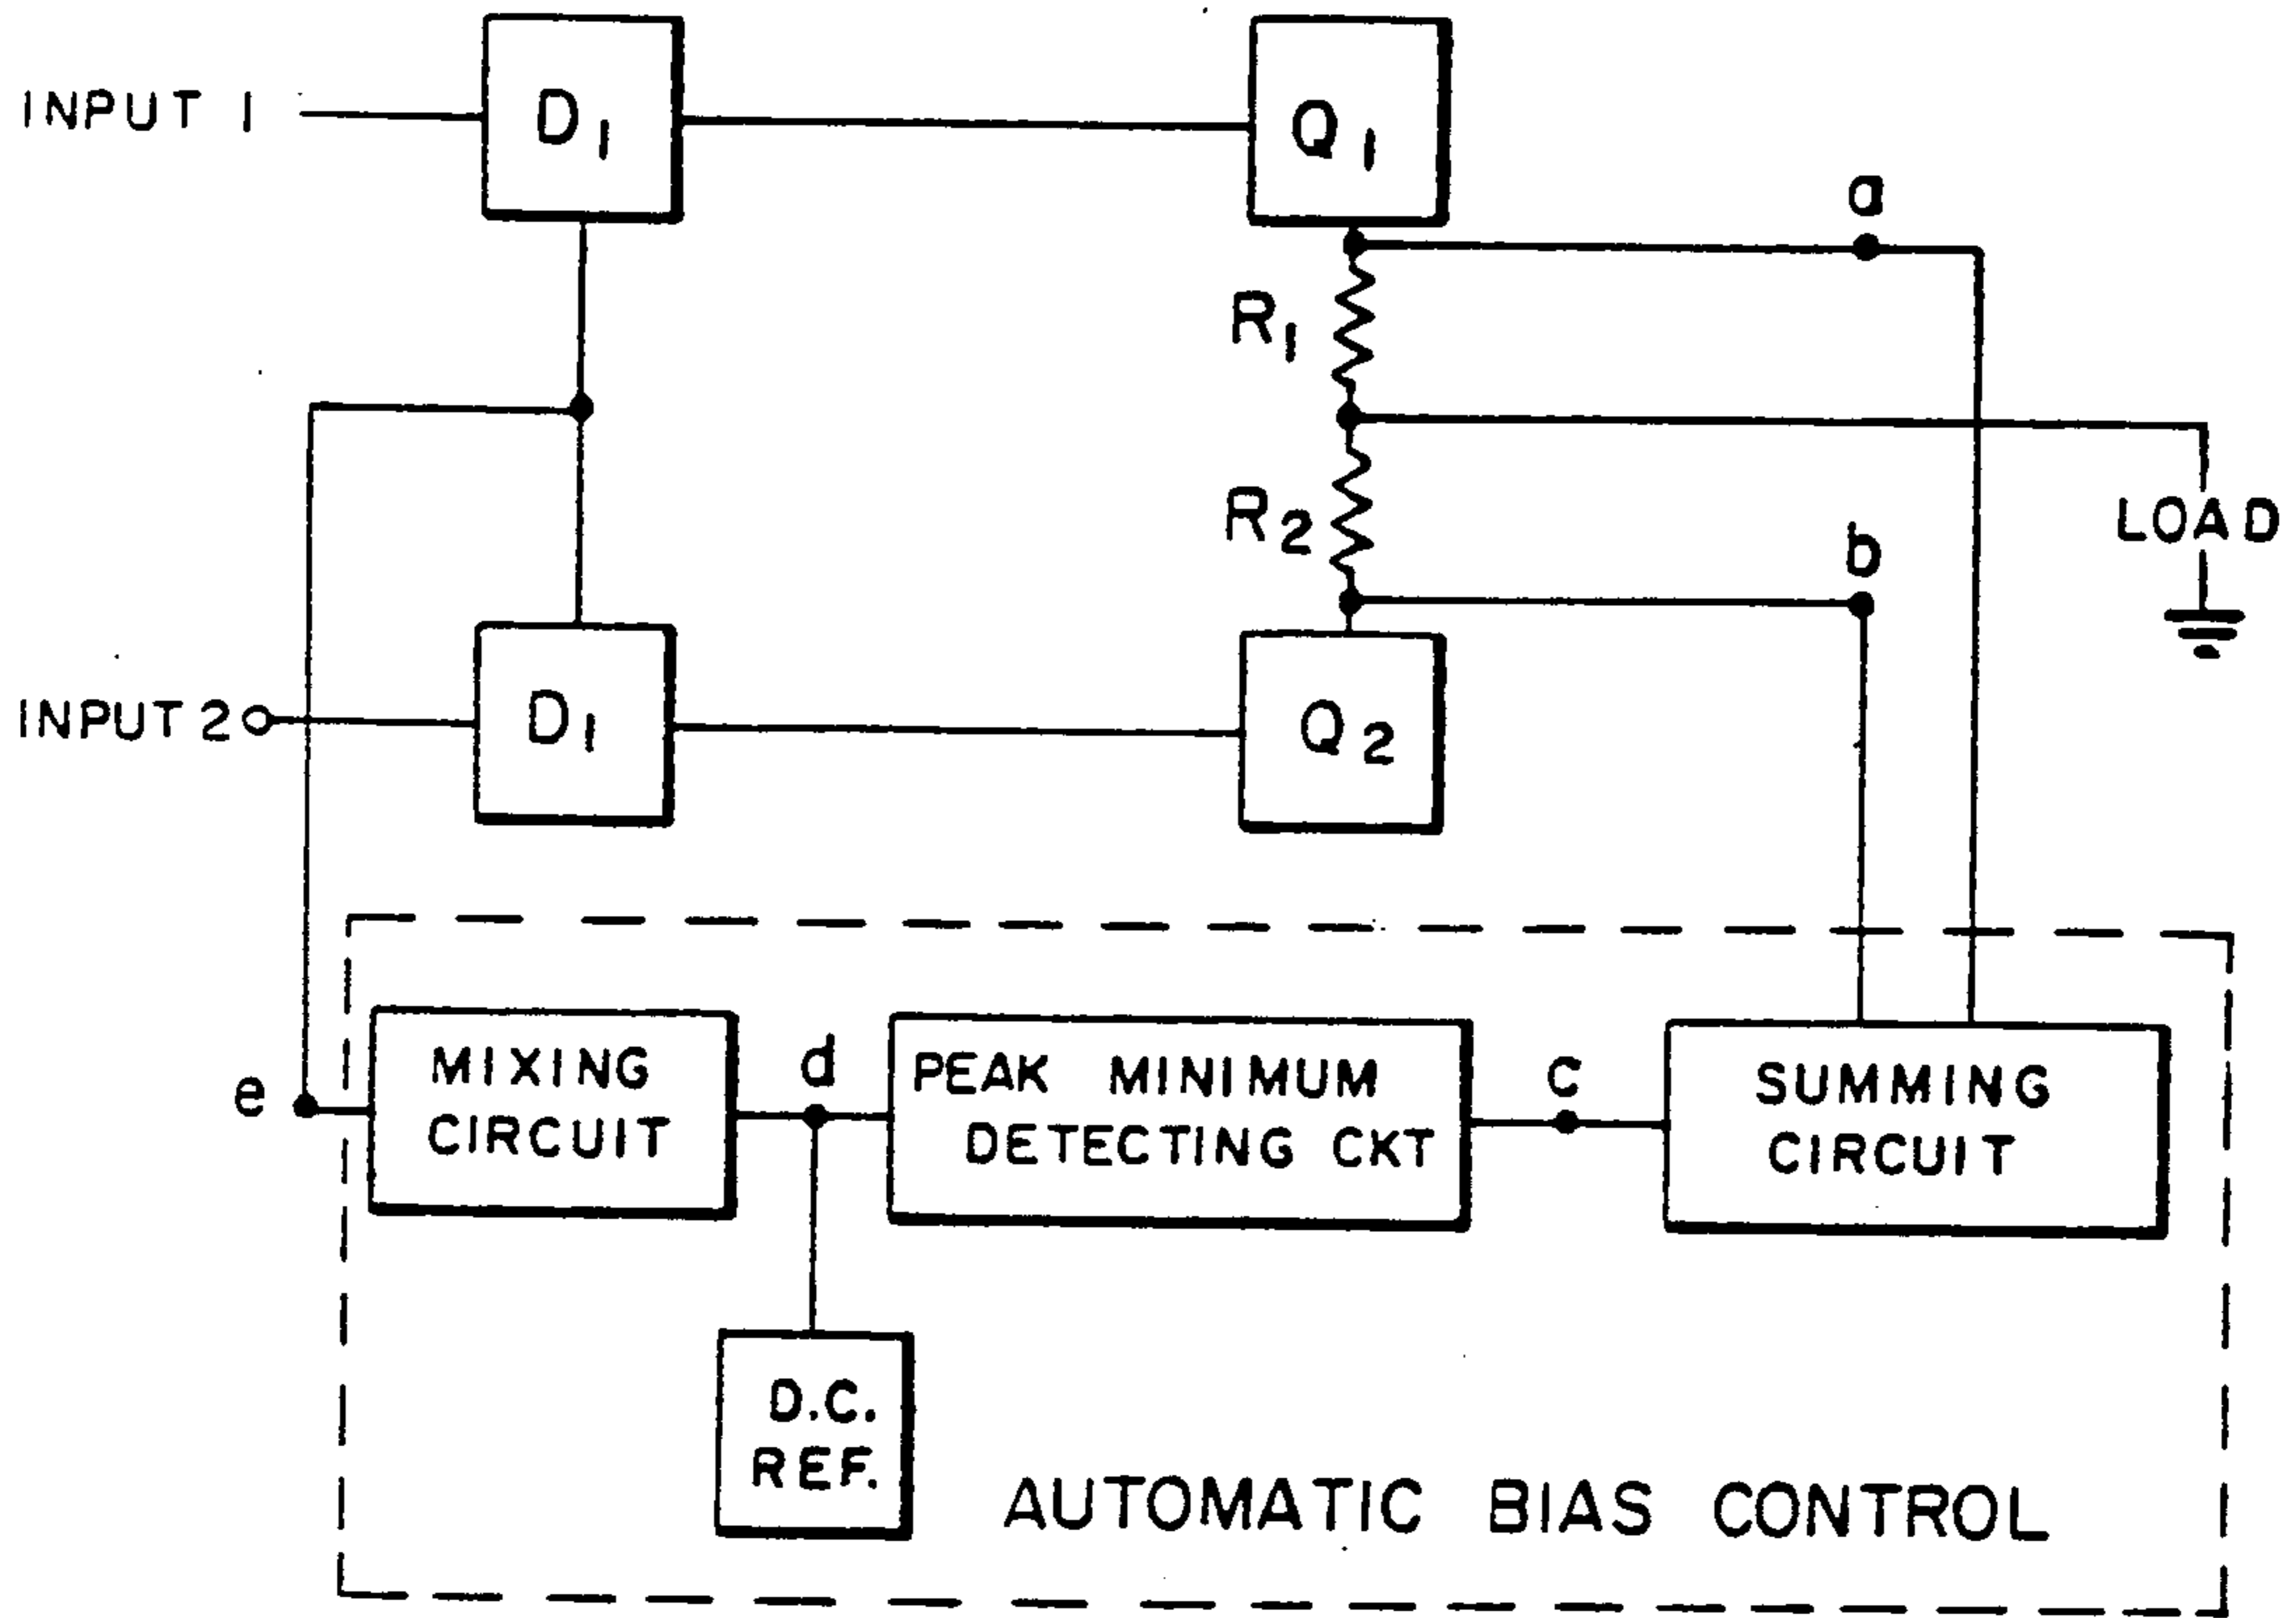 INPUT 1
D1
Q1
a
R1
R2
LOAD
b
INPUT 2
D1
Q2
e
MIXING
CIRCUIT
d
PEAK MINIMUM
DETECTING CKT
c
SUMMING
CIRCUIT
D.C.
REF.
AUTOMATIC BIAS CONTROL